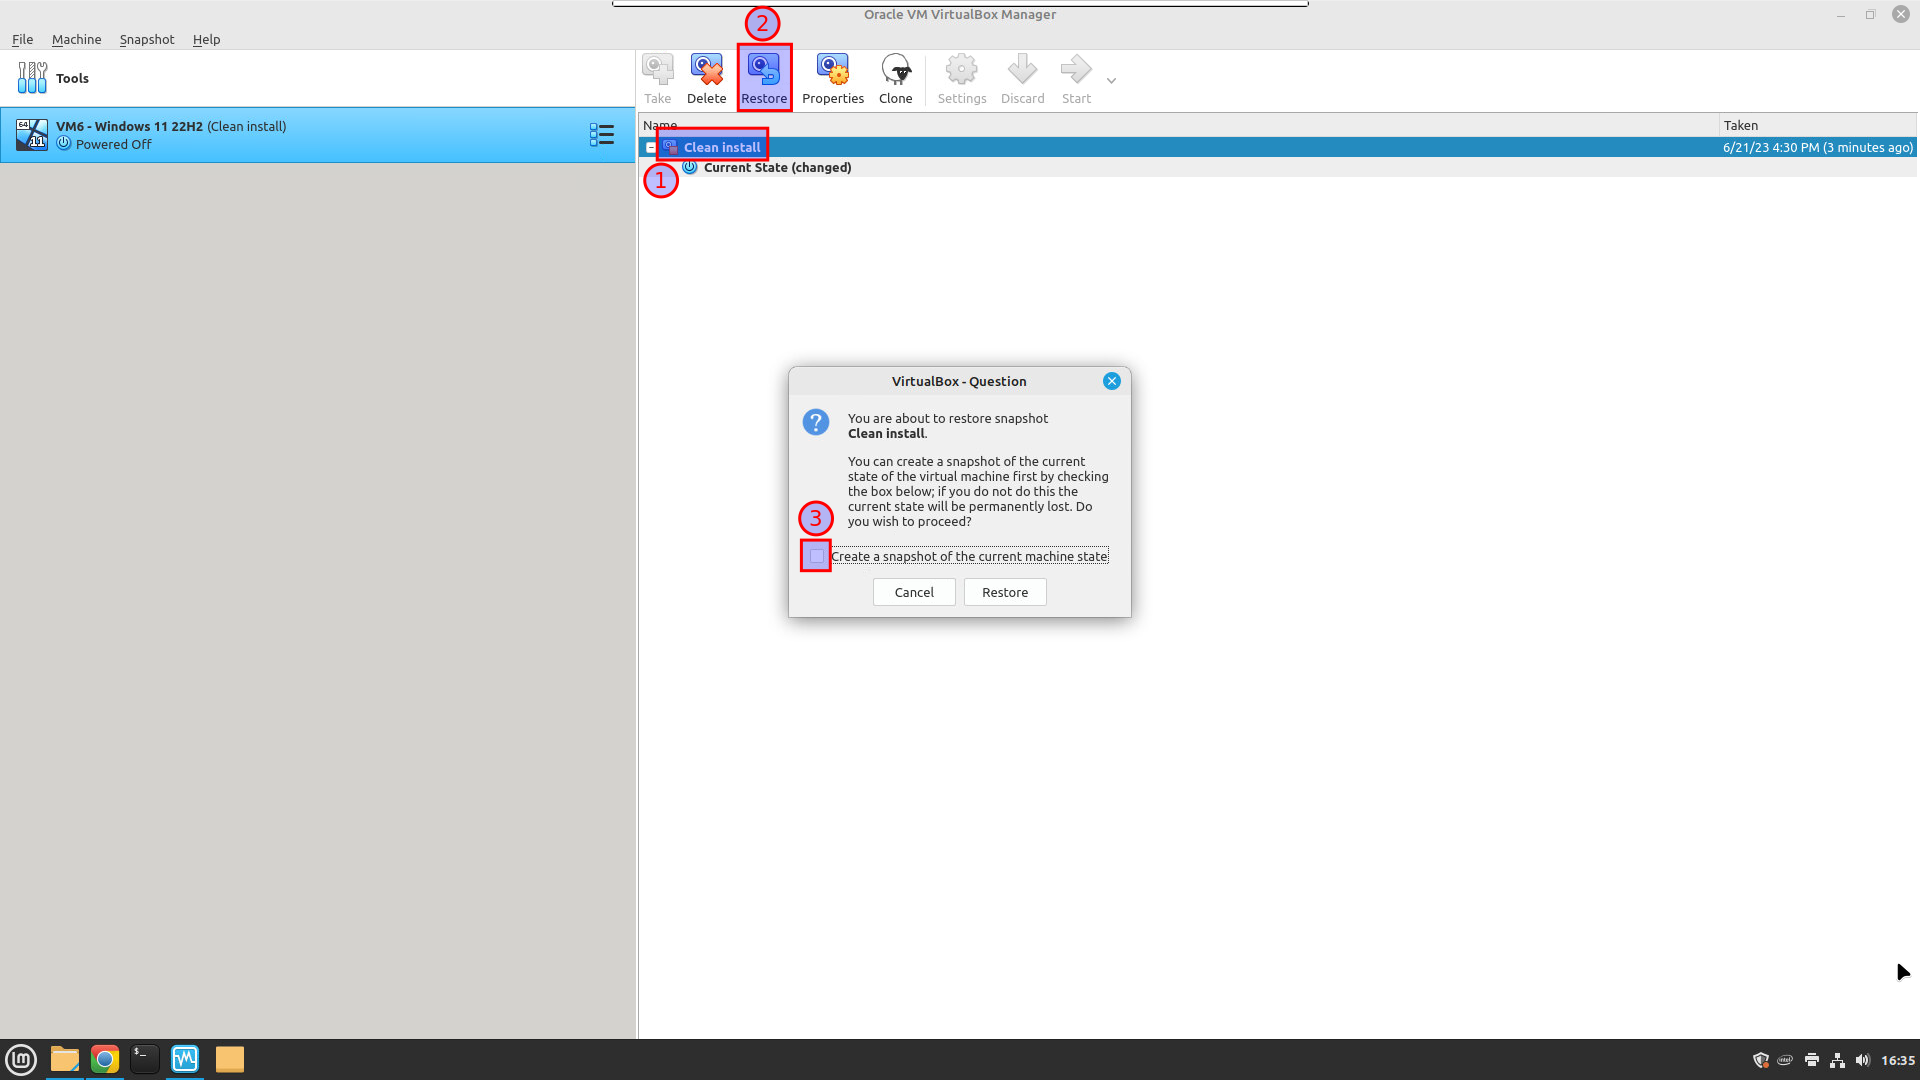 Oracle VM VirtualBox Manager
File Machine Snapshot Help
Tools
Take Delete Restore Properties Clone Settings Discard Start
2
Name Taken
64 11 VM6 - Windows 11 22H2 (Clean install)
Powered Off
Clean install 6/21/23 4:30 PM (3 minutes ago)
Current State (changed)
1
VirtualBox - Question
You are about to restore snapshot
Clean install.
You can create a snapshot of the current
state of the virtual machine first by checking
the box below; if you do not do this the
current state will be permanently lost. Do
you wish to proceed?
3
Create a snapshot of the current machine state
Cancel Restore
16:35